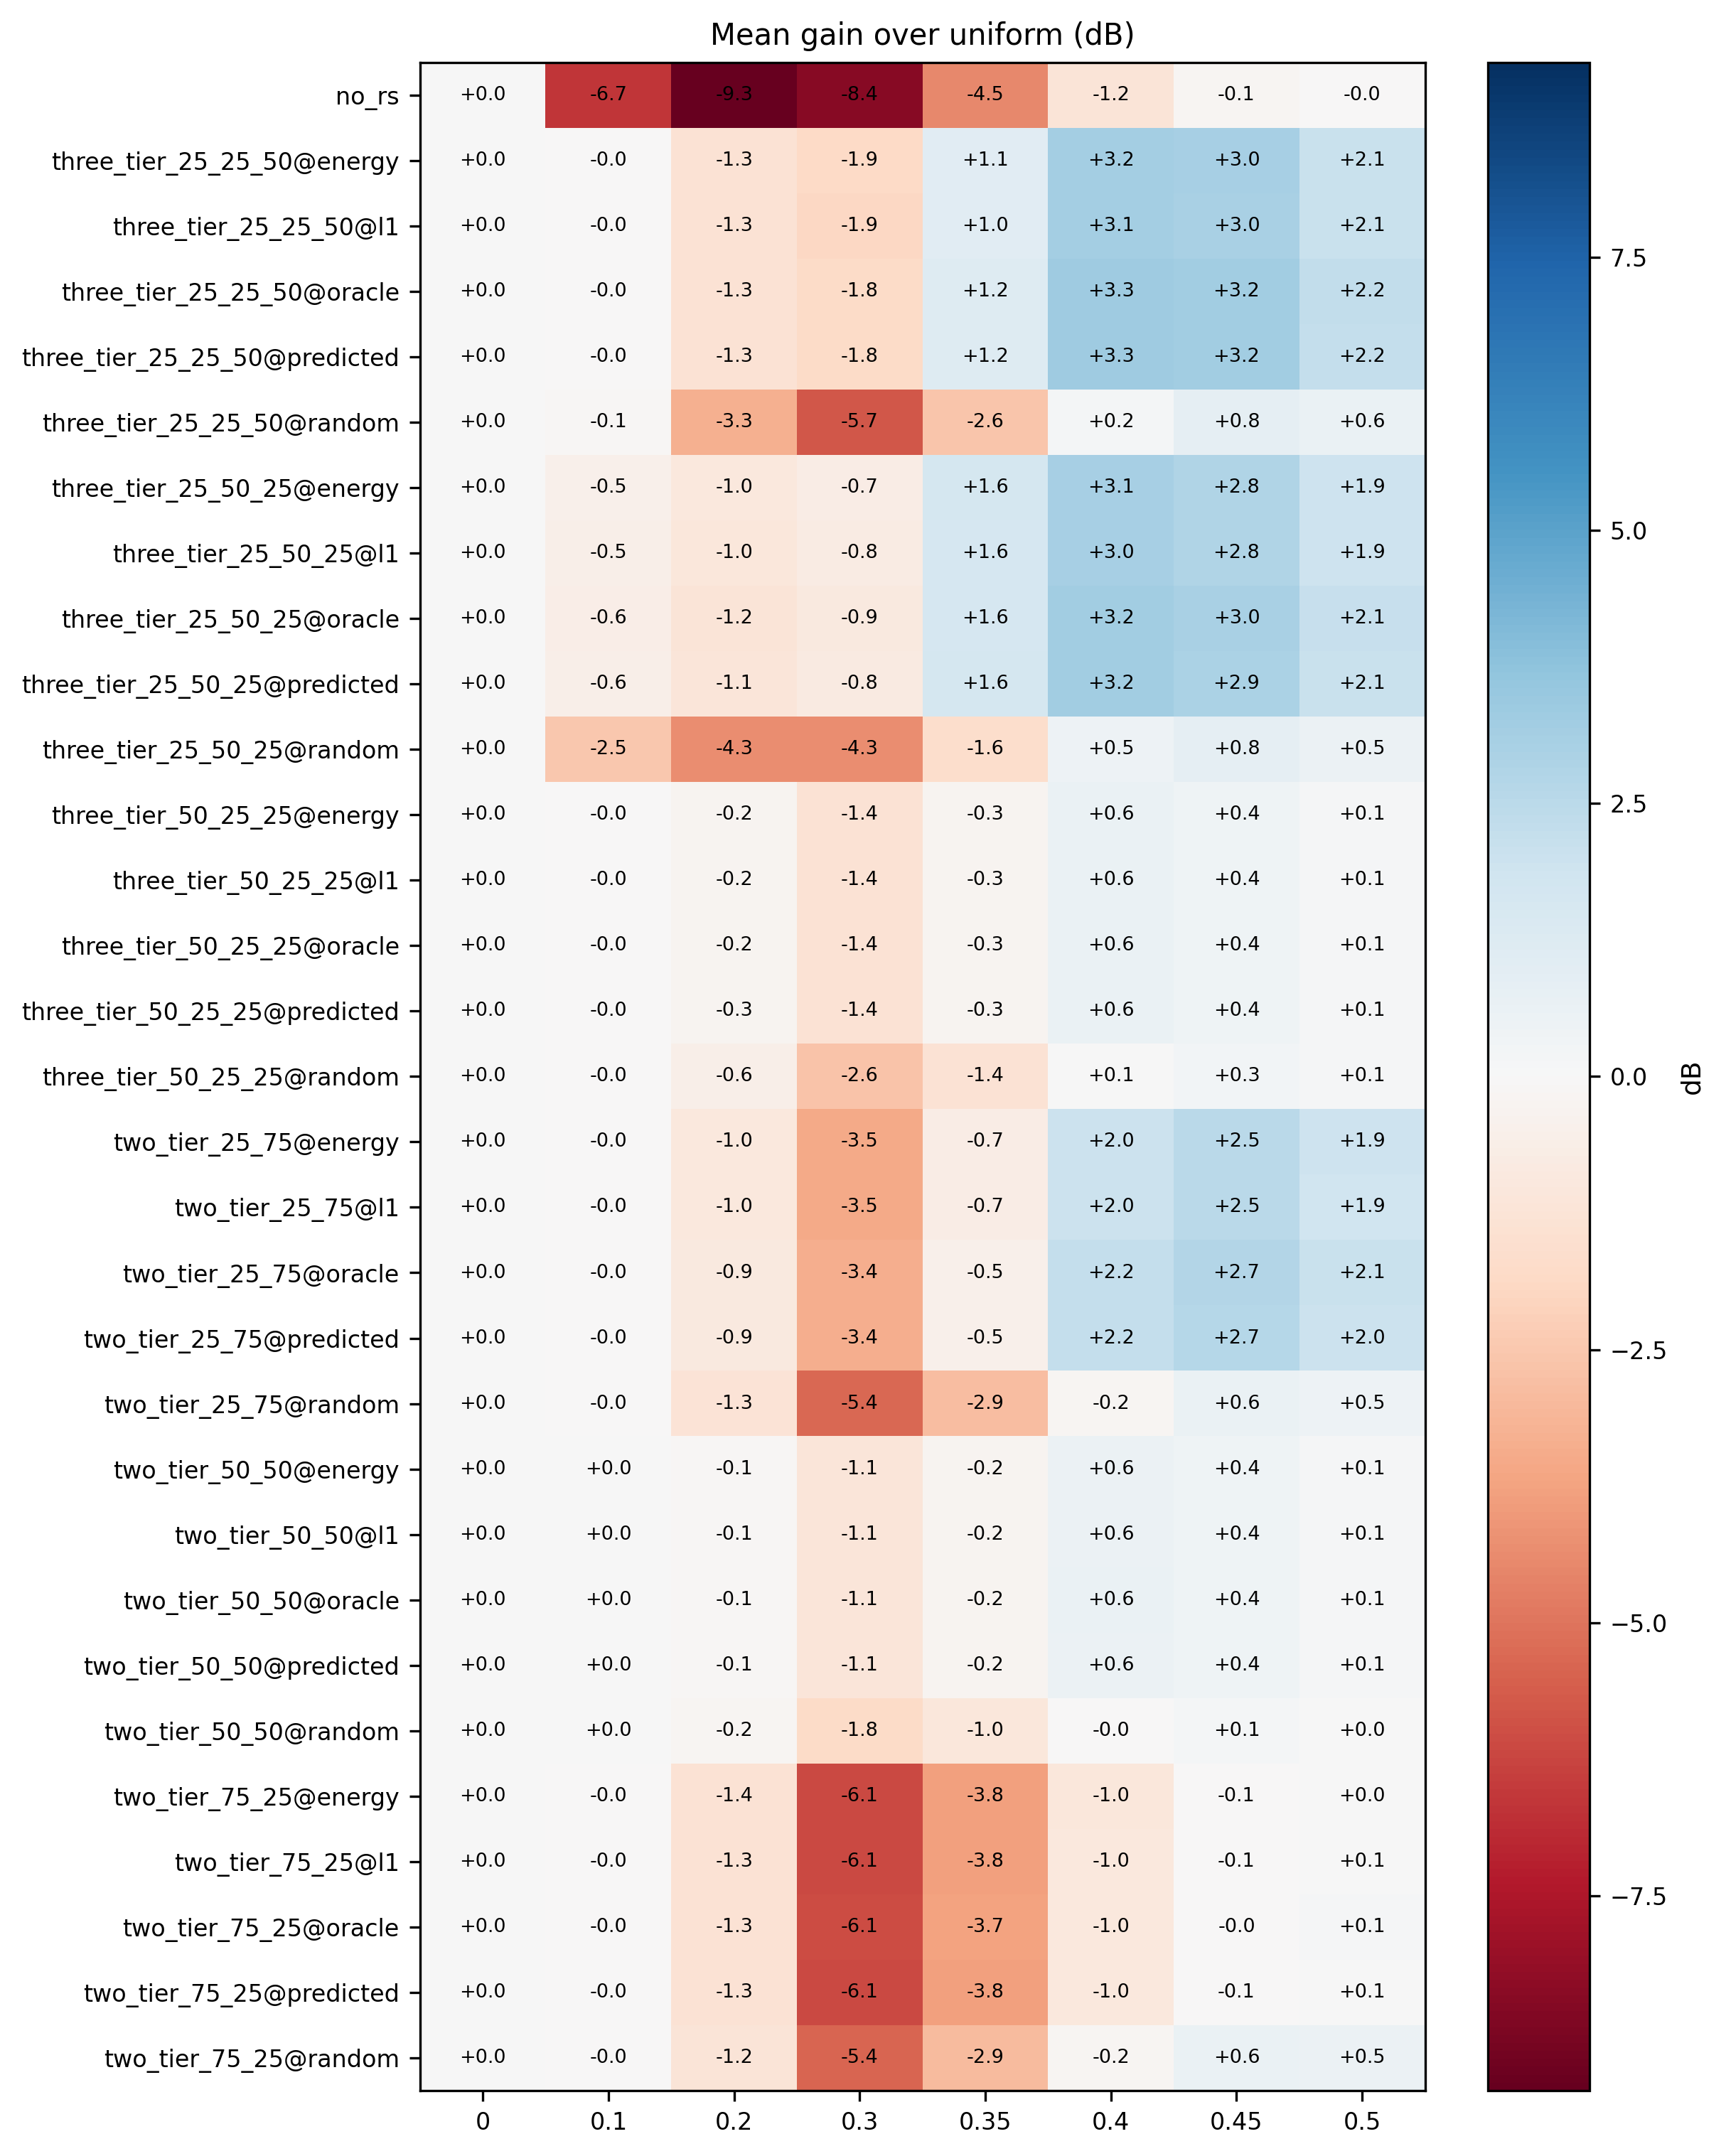 Mean gain over uniform (dB)
no_rs +0.0 -6.7 -9.3 -8.4 -4.5 -1.2 -0.1 -0.0
three_tier_25_25_50@energy +0.0 -0.0 -1.3 -1.9 +1.1 +3.2 +3.0 +2.1
three_tier_25_25_50@l1 +0.0 -0.0 -1.3 -1.9 +1.0 +3.1 +3.0 +2.1
three_tier_25_25_50@oracle +0.0 -0.0 -1.3 -1.8 +1.2 +3.3 +3.2 +2.2
three_tier_25_25_50@predicted +0.0 -0.0 -1.3 -1.8 +1.2 +3.3 +3.2 +2.2
three_tier_25_25_50@random +0.0 -0.1 -3.3 -5.7 -2.6 +0.2 +0.8 +0.6
three_tier_25_50_25@energy +0.0 -0.5 -1.0 -0.7 +1.6 +3.1 +2.8 +1.9
three_tier_25_50_25@l1 +0.0 -0.5 -1.0 -0.8 +1.6 +3.0 +2.8 +1.9
three_tier_25_50_25@oracle +0.0 -0.6 -1.2 -0.9 +1.6 +3.2 +3.0 +2.1
three_tier_25_50_25@predicted +0.0 -0.6 -1.1 -0.8 +1.6 +3.2 +2.9 +2.1
three_tier_25_50_25@random +0.0 -2.5 -4.3 -4.3 -1.6 +0.5 +0.8 +0.5
three_tier_50_25_25@energy +0.0 -0.0 -0.2 -1.4 -0.3 +0.6 +0.4 +0.1
three_tier_50_25_25@l1 +0.0 -0.0 -0.2 -1.4 -0.3 +0.6 +0.4 +0.1
three_tier_50_25_25@oracle +0.0 -0.0 -0.2 -1.4 -0.3 +0.6 +0.4 +0.1
three_tier_50_25_25@predicted +0.0 -0.0 -0.3 -1.4 -0.3 +0.6 +0.4 +0.1
three_tier_50_25_25@random +0.0 -0.0 -0.6 -2.6 -1.4 +0.1 +0.3 +0.1
two_tier_25_75@energy +0.0 -0.0 -1.0 -3.5 -0.7 +2.0 +2.5 +1.9
two_tier_25_75@l1 +0.0 -0.0 -1.0 -3.5 -0.7 +2.0 +2.5 +1.9
two_tier_25_75@oracle +0.0 -0.0 -0.9 -3.4 -0.5 +2.2 +2.7 +2.1
two_tier_25_75@predicted +0.0 -0.0 -0.9 -3.4 -0.5 +2.2 +2.7 +2.0
two_tier_25_75@random +0.0 -0.0 -1.3 -5.4 -2.9 -0.2 +0.6 +0.5
two_tier_50_50@energy +0.0 +0.0 -0.1 -1.1 -0.2 +0.6 +0.4 +0.1
two_tier_50_50@l1 +0.0 +0.0 -0.1 -1.1 -0.2 +0.6 +0.4 +0.1
two_tier_50_50@oracle +0.0 +0.0 -0.1 -1.1 -0.2 +0.6 +0.4 +0.1
two_tier_50_50@predicted +0.0 +0.0 -0.1 -1.1 -0.2 +0.6 +0.4 +0.1
two_tier_50_50@random +0.0 +0.0 -0.2 -1.8 -1.0 -0.0 +0.1 +0.0
two_tier_75_25@energy +0.0 -0.0 -1.4 -6.1 -3.8 -1.0 -0.1 +0.0
two_tier_75_25@l1 +0.0 -0.0 -1.3 -6.1 -3.8 -1.0 -0.1 +0.1
two_tier_75_25@oracle +0.0 -0.0 -1.3 -6.1 -3.7 -1.0 -0.0 +0.1
two_tier_75_25@predicted +0.0 -0.0 -1.3 -6.1 -3.8 -1.0 -0.1 +0.1
two_tier_75_25@random +0.0 -0.0 -1.2 -5.4 -2.9 -0.2 +0.6 +0.5
0 0.1 0.2 0.3 0.35 0.4 0.45 0.5
7.5
5.0
2.5
0.0
−2.5
−5.0
−7.5
dB